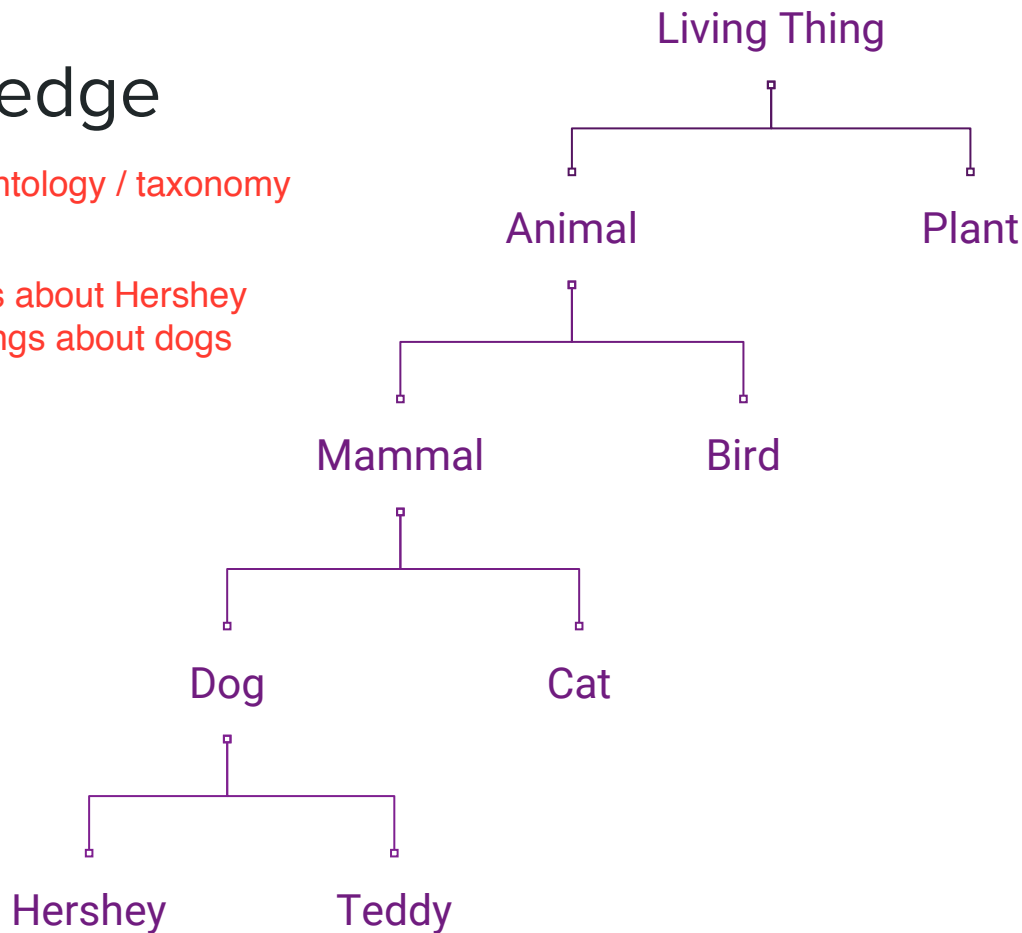 Living Thing
edge
ntology / taxonomy
Animal Plant
s about Hershey
ngs about dogs
Mammal Bird
Dog Cat
Hershey Teddy